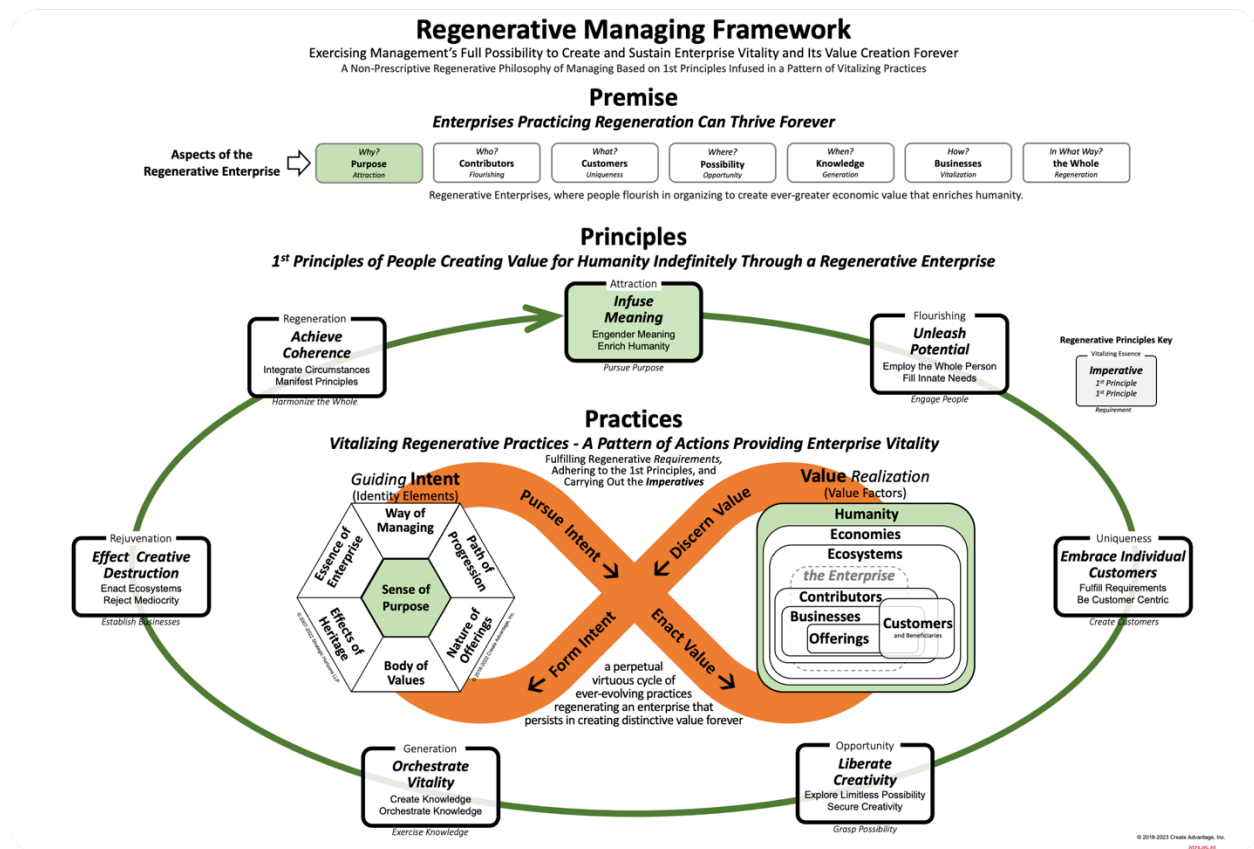 Regenerative Managing Framework
Exercising Management's Full Possibility to Create and Sustain Enterprise Vitality and Its Value Creation Forever
A Non-Prescriptive Regenerative Philosophy of Managing Based on 1st Principles Infused in a Pattern of Vitalizing Practices
Premise
Enterprises Practicing Regeneration Can Thrive Forever
Aspects of the
Regenerative Enterprise
Why?
Purpose
Attraction
Who?
Contributors
Flourishing
What?
Customers
Uniqueness
Where?
Possibility
Opportunity
When?
Knowledge
Generation
How?
Businesses
Vitalization
In What Way?
the Whole
Regeneration
Regenerative Enterprises, where people flourish in organizing to create ever-greater economic value that enriches humanity.
Principles
1st Principles of People Creating Value for Humanity Indefinitely Through a Regenerative Enterprise
Attraction
Infuse
Meaning
Engender Meaning
Enrich Humanity
Pursue Purpose
Flourishing
Unleash
Potential
Employ the Whole Person
Fill Innate Needs
Engage People
Regenerative Principles Key
Vitalizing Essence
Imperative
1st Principle
1st Principle
Requirement
Uniqueness
Embrace Individual
Customers
Fulfill Requirements
Be Customer Centric
Create Customers
Opportunity
Liberate
Creativity
Explore Limitless Possibility
Secure Creativity
Grasp Possibility
Generation
Orchestrate
Vitality
Create Knowledge
Orchestrate Knowledge
Exercise Knowledge
Rejuvenation
Effect Creative
Destruction
Enact Ecosystems
Reject Mediocrity
Establish Businesses
Regeneration
Achieve
Coherence
Integrate Circumstances
Manifest Principles
Harmonize the Whole
Practices
Vitalizing Regenerative Practices - A Pattern of Actions Providing Enterprise Vitality
Fulfilling Regenerative Requirements,
Adhering to the 1st Principles, and
Carrying Out the Imperatives
Guiding Intent
(Identity Elements)
Way of
Managing
Path of
Progression
Nature of
Offerings
Body of
Values
Effects of
Heritage
Essence of
Enterprise
Sense of
Purpose
© 2007-2022 Strategic Horizons LLP
© 2019-2022 Create Advantage, Inc.
Pursue Intent
Discern Value
Form Intent
Enact Value
a perpetual
virtuous cycle of
ever-evolving practices
regenerating an enterprise that
persists in creating distinctive value forever
Value Realization
(Value Factors)
Humanity
Economies
Ecosystems
the Enterprise
Contributors
Businesses
Offerings
Customers
and Beneficiaries
© 2019-2023 Create Advantage, Inc.